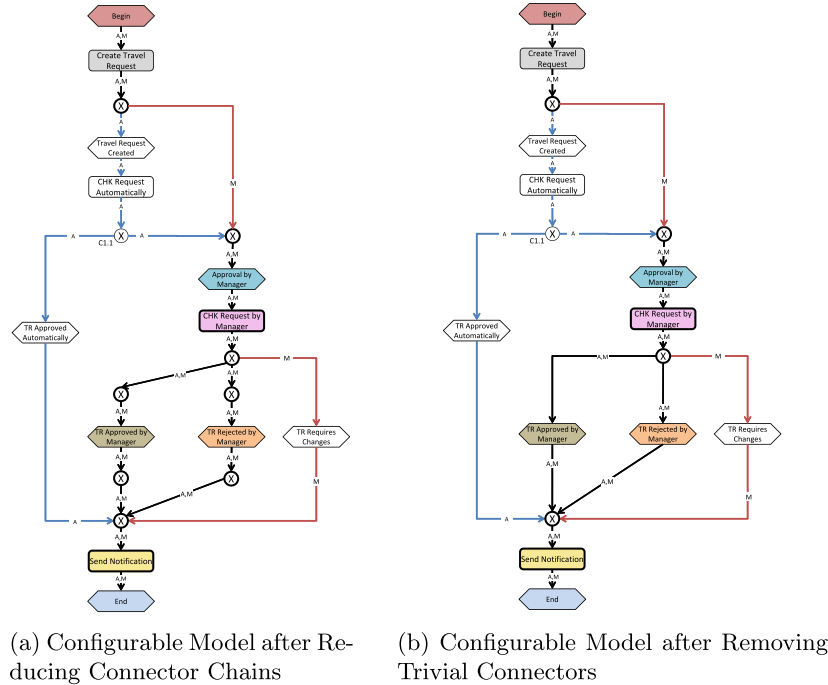 Begin
A,M
Create Travel
Request
A,M
X
A
Travel Request
Created
A
M
CHK Request
Automatically
A
X
C1.1
A
A
X
A,M
Approval by
Manager
A,M
CHK Request by
Manager
A,M
TR Approved
Automatically
X
M
A,M
X
X
A,M
A,M
TR Approved by
Manager
TR Rejected by
Manager
TR Requires
Changes
A,M
A,M
X
X
M
A,M
A,M
A
X
A,M
Send Notification
A,M
End
(a) Configurable Model after Re-
ducing Connector Chains
Begin
A,M
Create Travel
Request
A,M
X
A
Travel Request
Created
A
M
CHK Request
Automatically
A
X
C1.1
A
A
X
A,M
Approval by
Manager
A,M
CHK Request by
Manager
A,M
TR Approved
Automatically
A,M
X
M
A,M
TR Approved by
Manager
TR Rejected by
Manager
TR Requires
Changes
A,M
A,M
M
A
X
A,M
Send Notification
A,M
End
(b) Configurable Model after Removing
Trivial Connectors